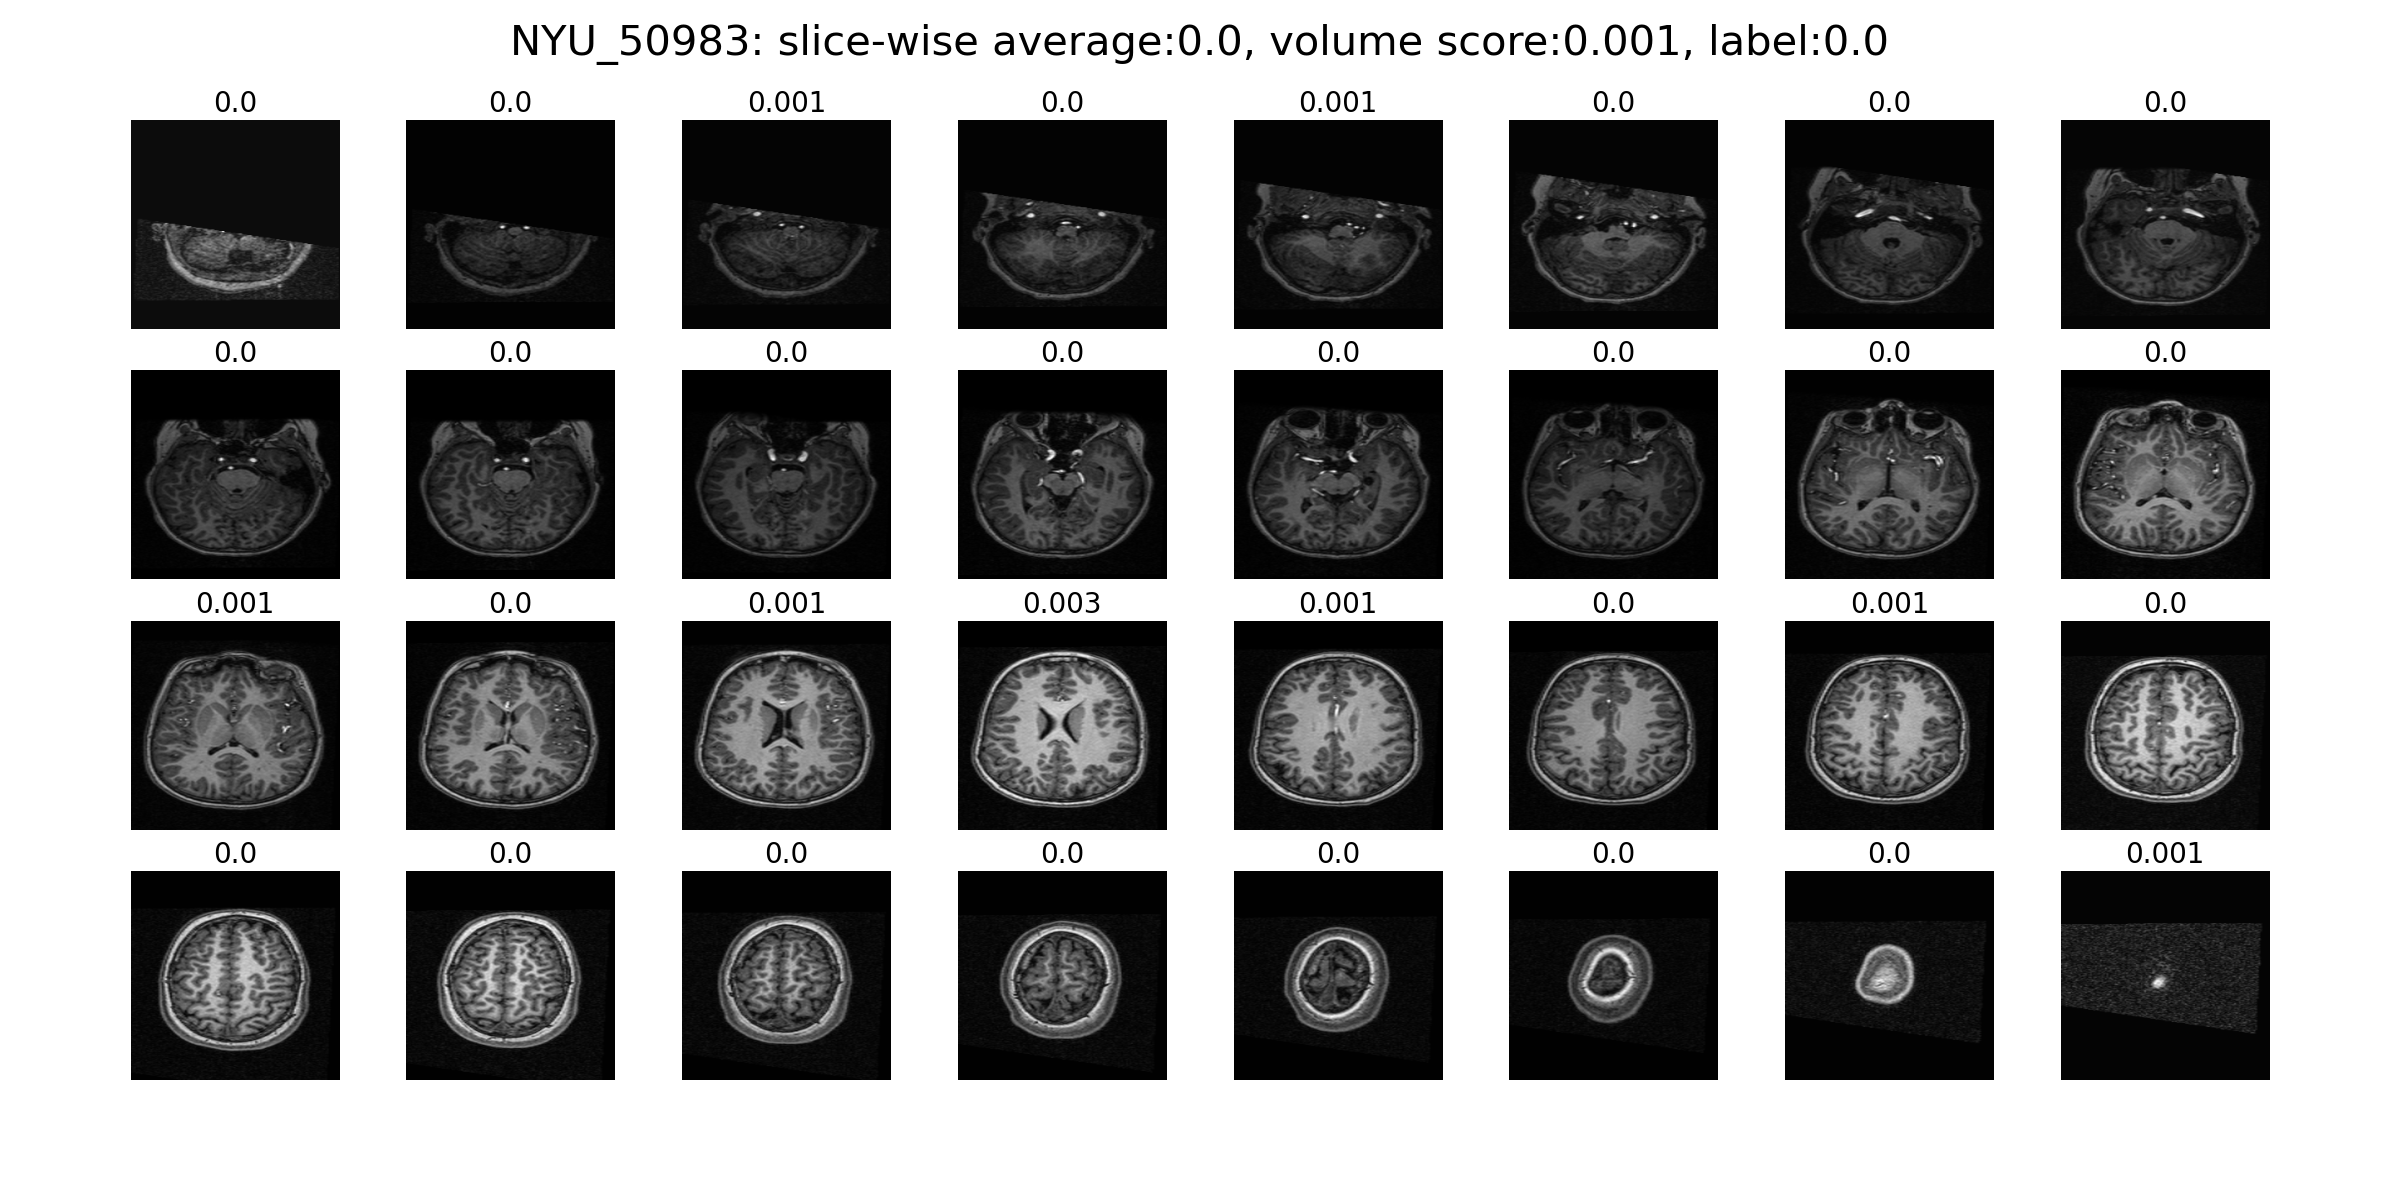 NYU_50983: slice-wise average:0.0, volume score:0.001, label:0.0
0.0 0.0 0.001 0.0 0.001 0.0 0.0 0.0
0.0 0.0 0.0 0.0 0.0 0.0 0.0 0.0
0.001 0.0 0.001 0.003 0.001 0.0 0.001 0.0
0.0 0.0 0.0 0.0 0.0 0.0 0.0 0.001